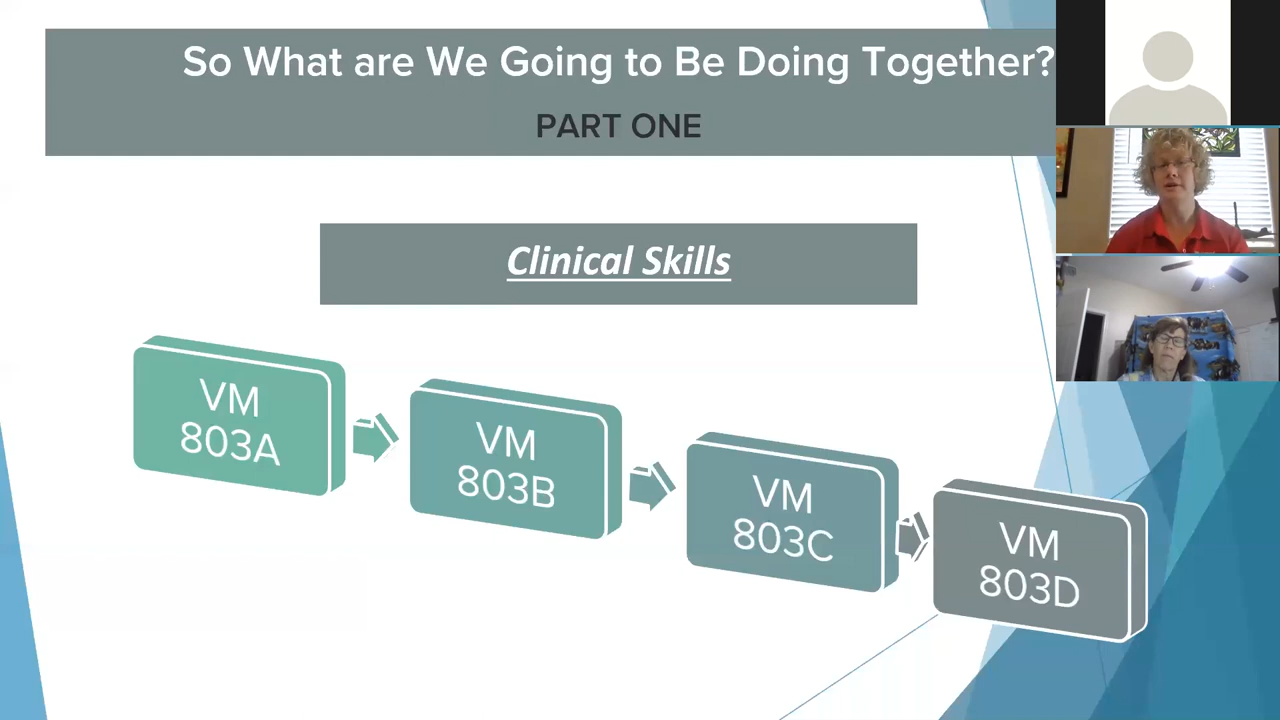 So What are We Going to Be Doing Together?
PART ONE
Clinical Skills
VM
803A
VM
803B
VM
803C
VM
803D